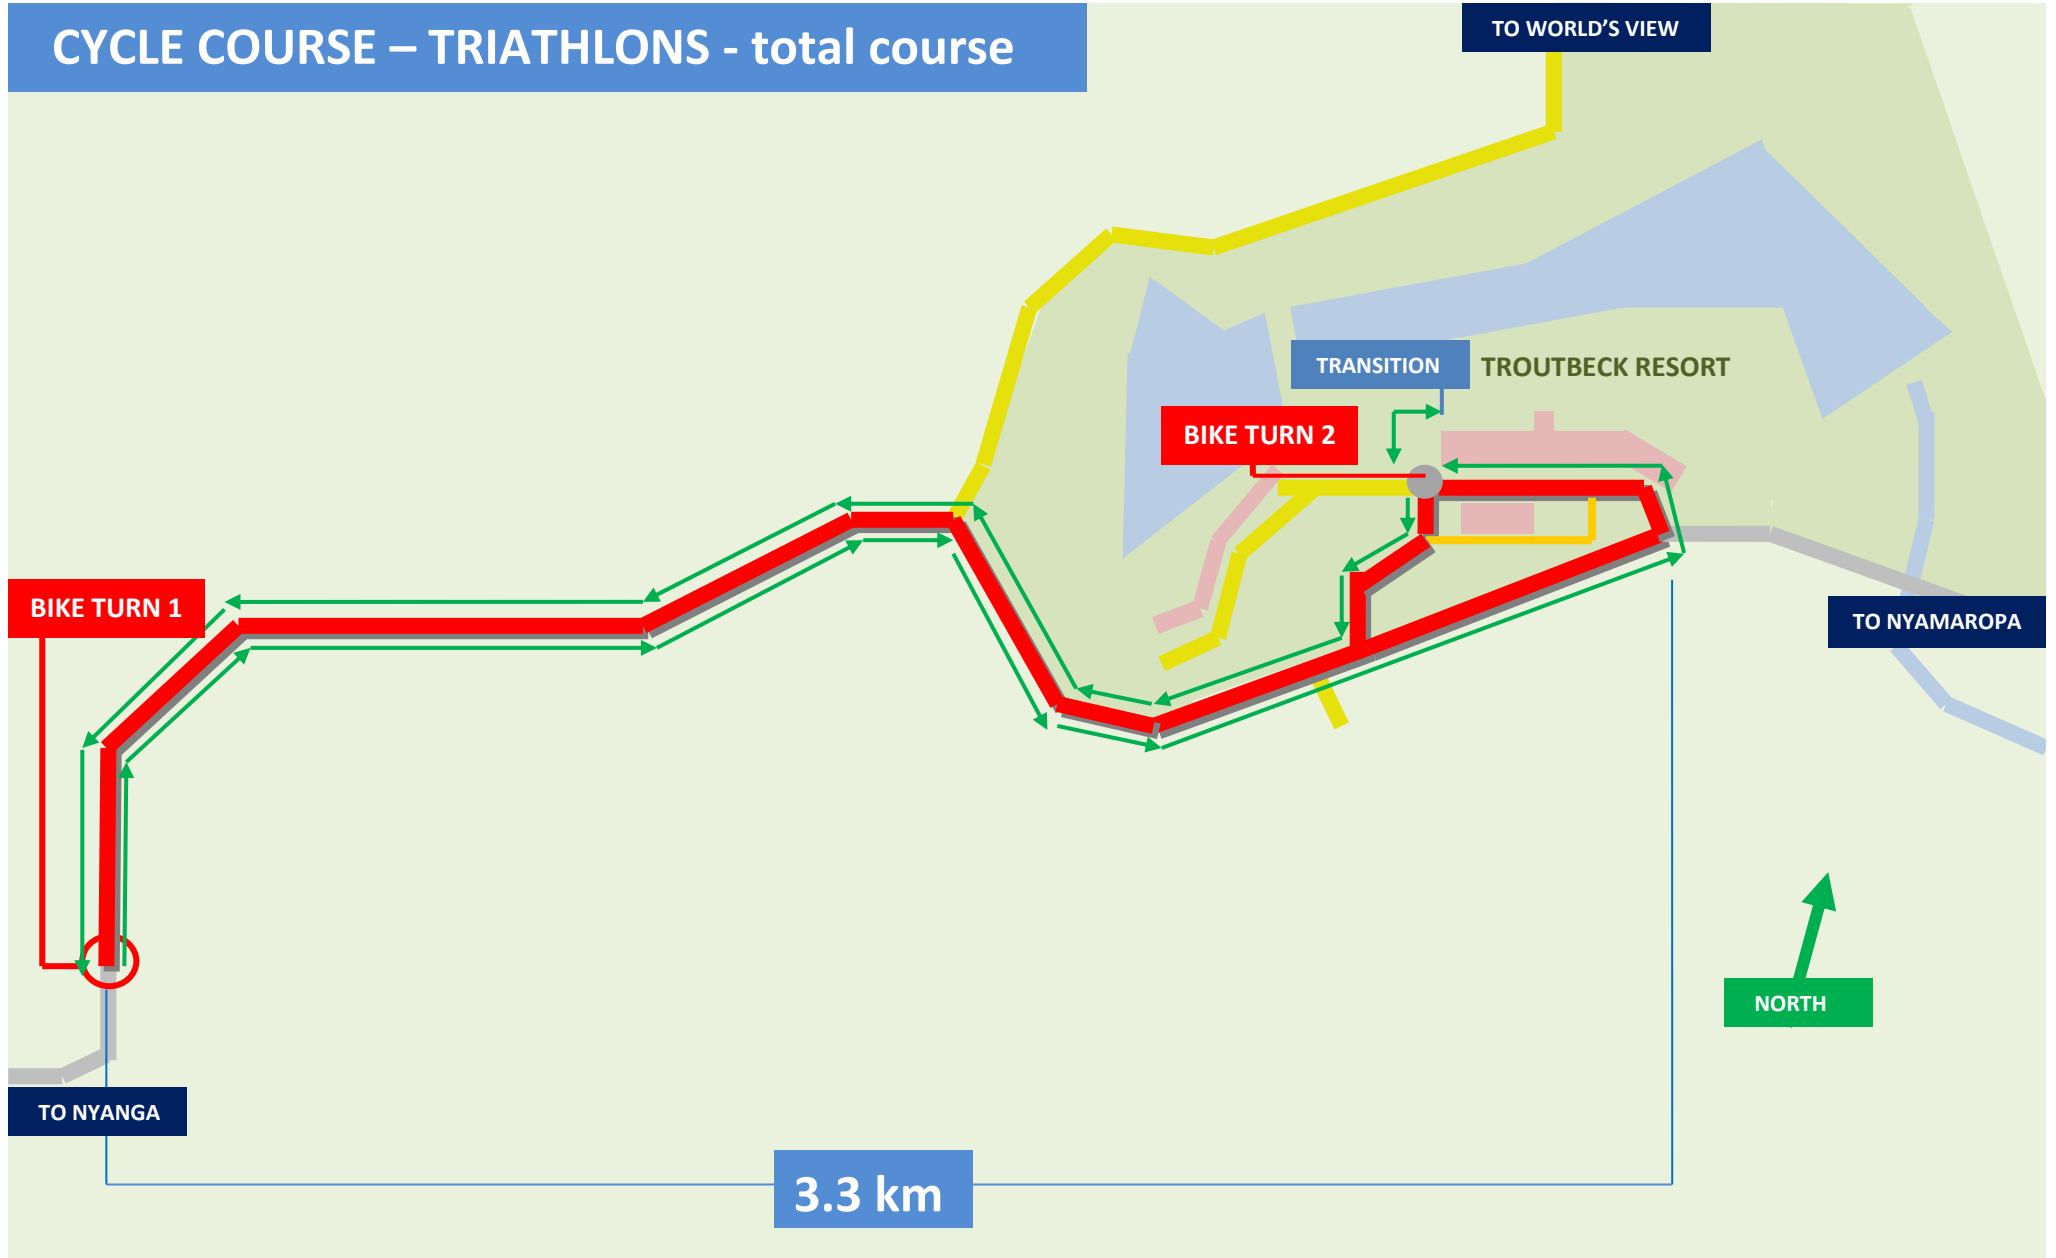 CYCLE COURSE – TRIATHLONS - total course
TO WORLD’S VIEW
TRANSITION
TROUTBECK RESORT
BIKE TURN 2
BIKE TURN 1
TO NYAMAROPA
NORTH
TO NYANGA
3.3 km